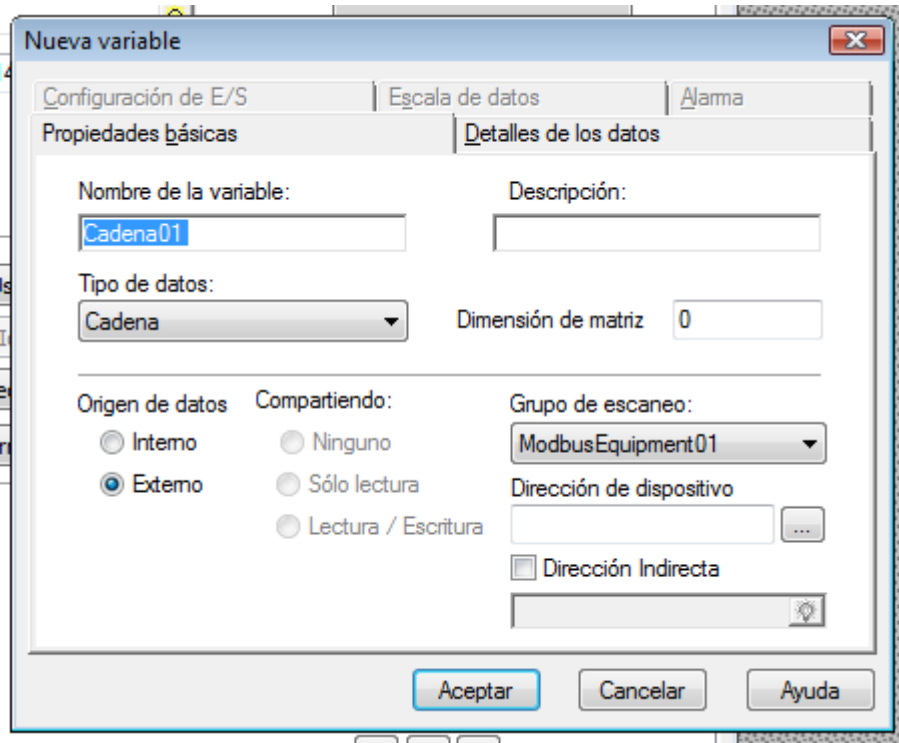 Nueva variable
Configuración de E/S
Escala de datos
Alarma
Propiedades básicas
Detalles de los datos
Nombre de la variable:
Descripción:
Cadena01
Tipo de datos:
Cadena
Dimensión de matriz
0
Origen de datos
Compartiendo:
Grupo de escaneo:
Interno
Ninguno
ModbusEquipment01
Externo
Sólo lectura
Dirección de dispositivo
Lectura / Escritura
...
Dirección Indirecta
Aceptar
Cancelar
Ayuda